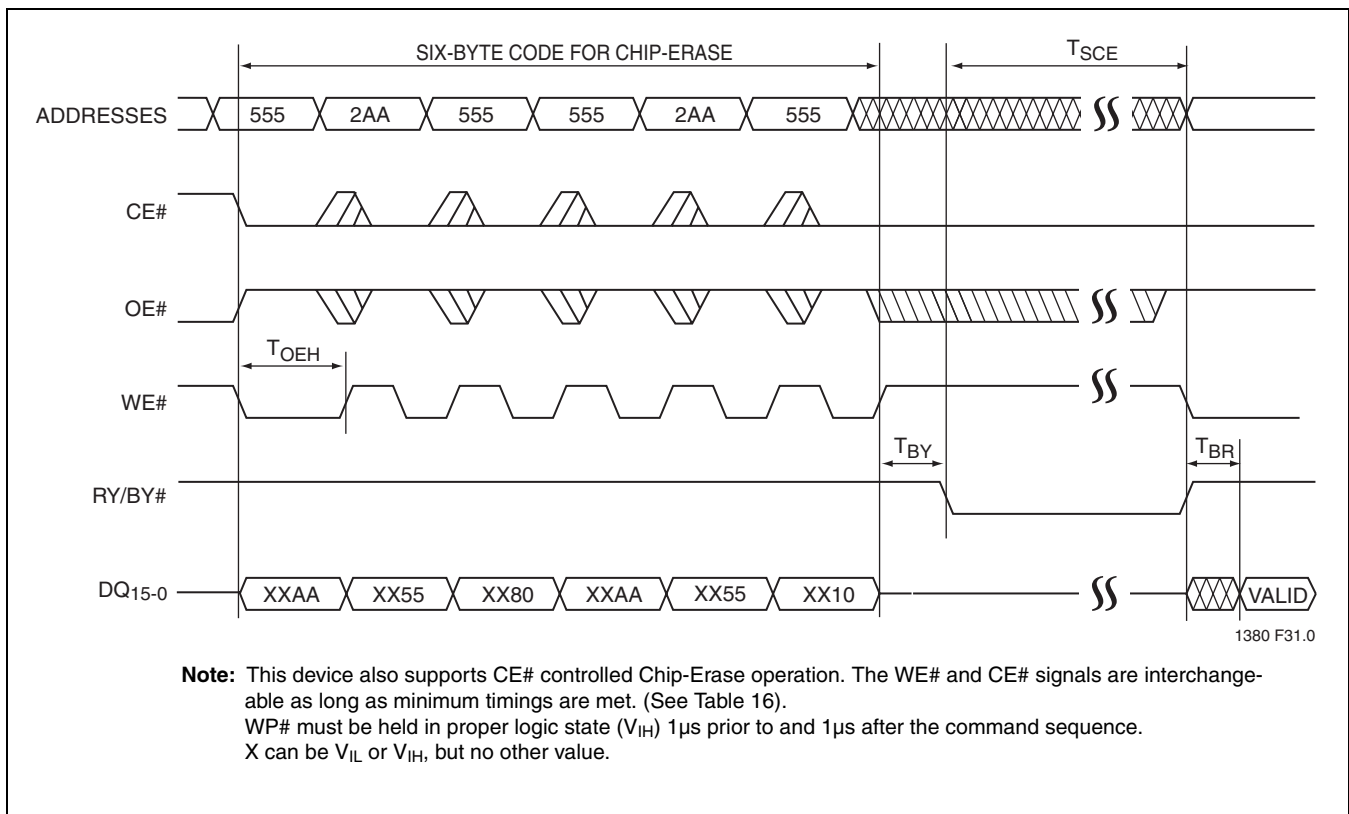 SIX-BYTE CODE FOR CHIP-ERASE
TSCE
ADDRESSES 555 2AA 555 555 2AA 555
CE#
OE#
TOEH
WE#
TBY TBR
RY/BY#
DQ15-0 XXAA XX55 XX80 XXAA XX55 XX10 VALID
1380 F31.0
Note: This device also supports CE# controlled Chip-Erase operation. The WE# and CE# signals are interchange-
able as long as minimum timings are met. (See Table 16).
WP# must be held in proper logic state (VIH) 1µs prior to and 1µs after the command sequence.
X can be VIL or VIH, but no other value.